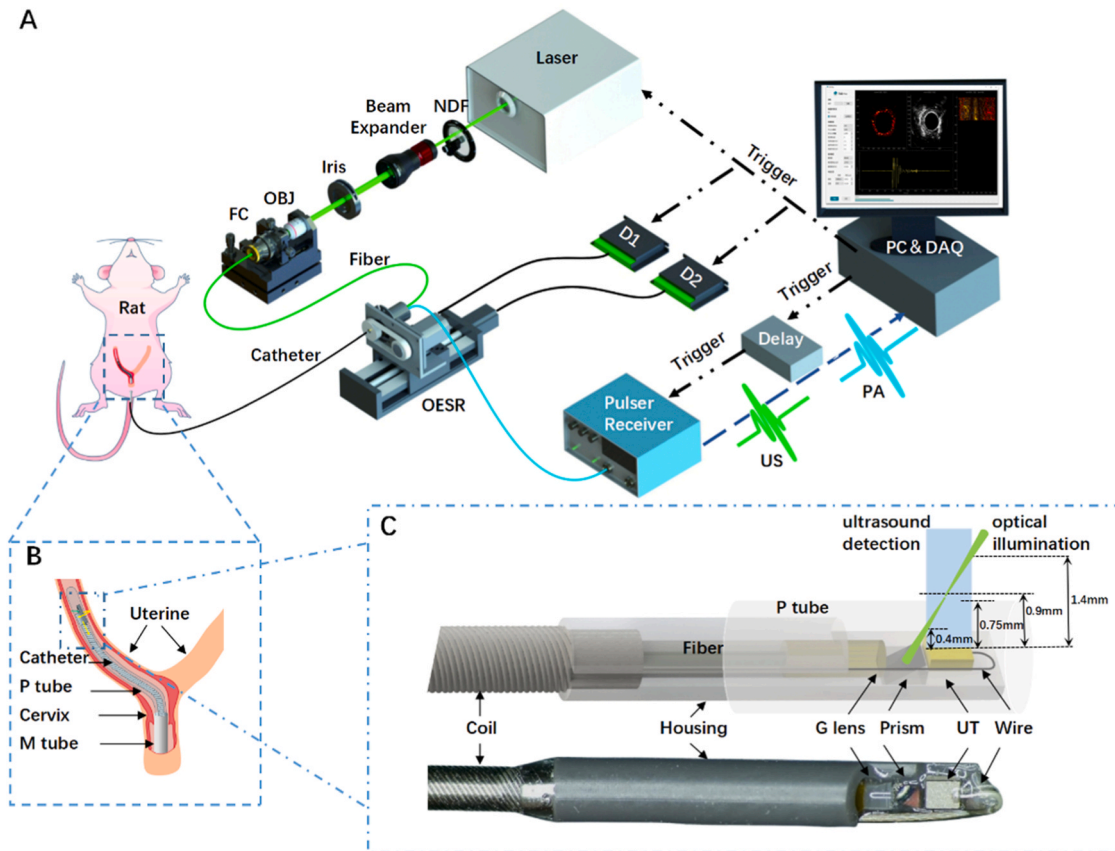 A
Laser
NDF
Beam
Expander
Iris
OBJ
FC
Fiber
Trigger
D1
D2
PC & DAQ
Trigger
Delay
Trigger
PA
US
Pulser
Receiver
OESR
Catheter
Rat
B
Uterine
Catheter
P tube
Cervix
M tube
C
ultrasound
detection
optical
illumination
1.4mm
0.9mm
0.75mm
0.4mm
P tube
Fiber
Coil
Housing
G lens
Prism
UT
Wire